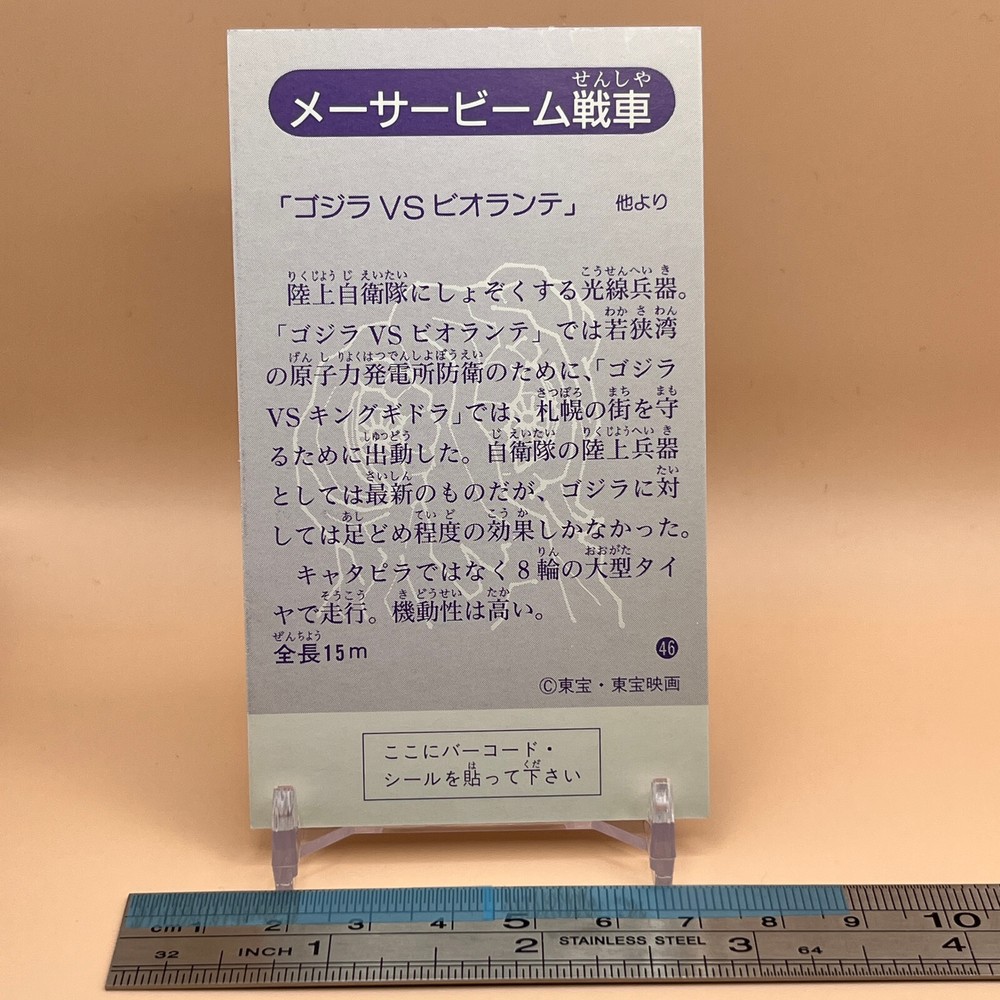 せんしや
メーサービーム戦車
「ゴジラVSビオランテ」 他より
りくじよう じ えいたい こうせんへい き
陸上自衛隊にしょぞくする光線兵器。
わか さ わん
「ゴジラVSビオランテ」では若狭湾
げん し りよくはつでんしよぼうえい
の原子力発電所防衛のために、「ゴジラ
さつぽろ まち まも
VSキングギドラ」では、札幌の街を守
しゆつどう じ えいたい りくじようへい き
るために出動した。自衛隊の陸上兵器
さいしん たい
としては最新のものだが、ゴジラに対
あし てい ど こう か
しては足どめ程度の効果しかなかった。
りん おおがた
キャタピラではなく8輪の大型タイ
そうこう き どうせい たか
ヤで走行。機動性は高い。
ぜんちよう
全長15m
46
©東宝・東宝映画
ここにバーコード・
は くだ
シールを貼って下さい
cm 1 2 3 4 5 6 7 8 9 10
32 INCH 1 2 STAINLESS STEEL 3 64 4